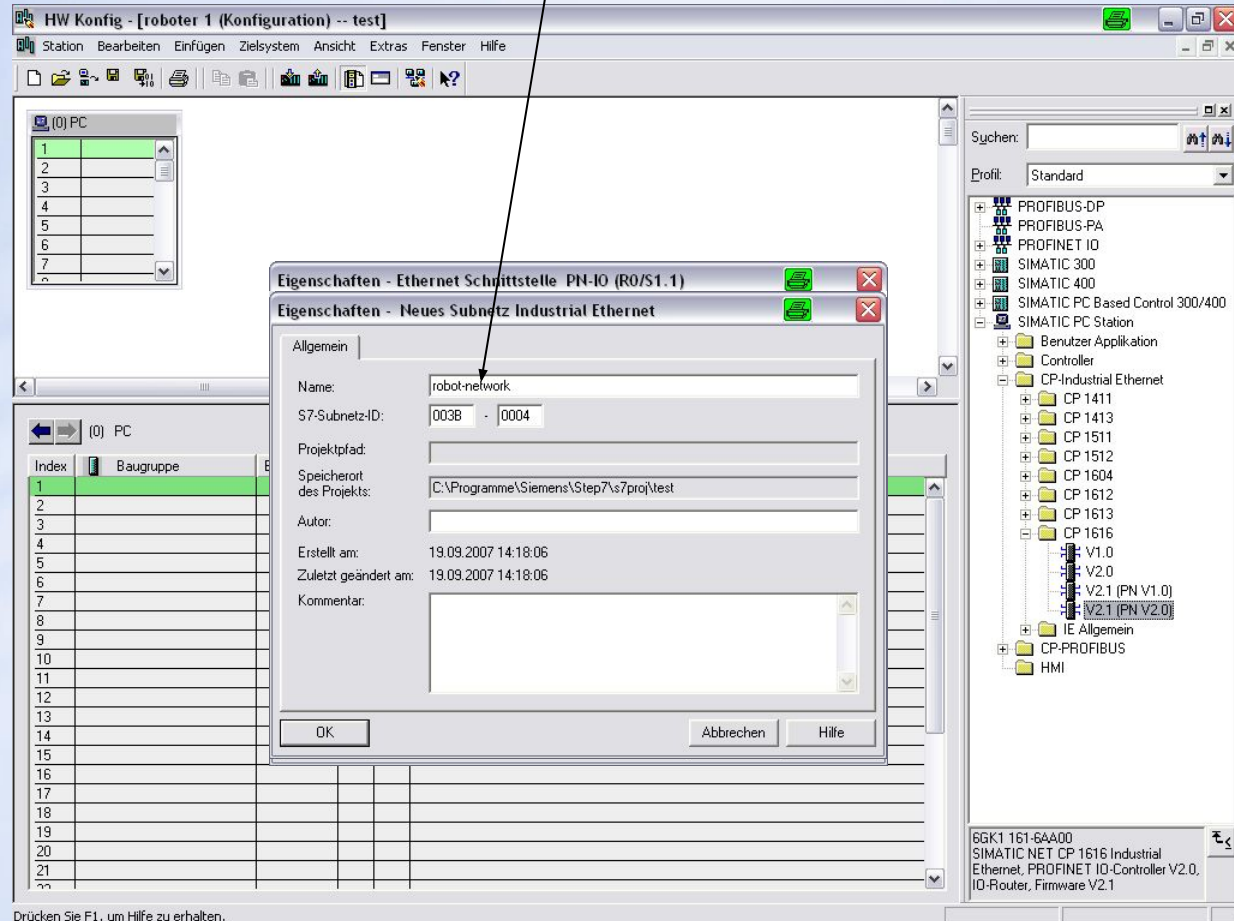 HW Konfig - [roboter 1 (Konfiguration) -- test]
Station Bearbeiten Einfügen Zielsystem Ansicht Extras Fenster Hilfe
(0) PC
1
2
3
4
5
6
7
Suchen:
Profil: Standard
PROFIBUS-DP
PROFIBUS-PA
PROFINET IO
SIMATIC 300
SIMATIC 400
SIMATIC PC Based Control 300/400
SIMATIC PC Station
Benutzer Applikation
Controller
CP-Industrial Ethernet
CP 1411
CP 1413
CP 1511
CP 1512
CP 1604
CP 1612
CP 1613
CP 1616
V1.0
V2.0
V2.1 (PN V1.0)
V2.1 (PN V2.0)
IE Allgemein
CP-PROFIBUS
HMI
6GK1 161-6AA00
SIMATIC NET CP 1616 Industrial
Ethernet, PROFINET IO-Controller V2.0,
IO-Router, Firmware V2.1
Eigenschaften - Ethernet Schnittstelle PN-IO (R0/S1.1)
Eigenschaften - Neues Subnetz Industrial Ethernet
Allgemein
Name: robot-network
S7-Subnetz-ID: 003B - 0004
Projektpfad:
Speicherort
des Projekts: C:\Programme\Siemens\Step7\s7proj\test
Autor:
Erstellt am: 19.09.2007 14:18:06
Zuletzt geändert am: 19.09.2007 14:18:06
Kommentar:
OK Abbrechen Hilfe
(0) PC
Index Baugruppe
1
2
3
4
5
6
7
8
9
10
11
12
13
14
15
16
17
18
19
20
21
Drücken Sie F1, um Hilfe zu erhalten.